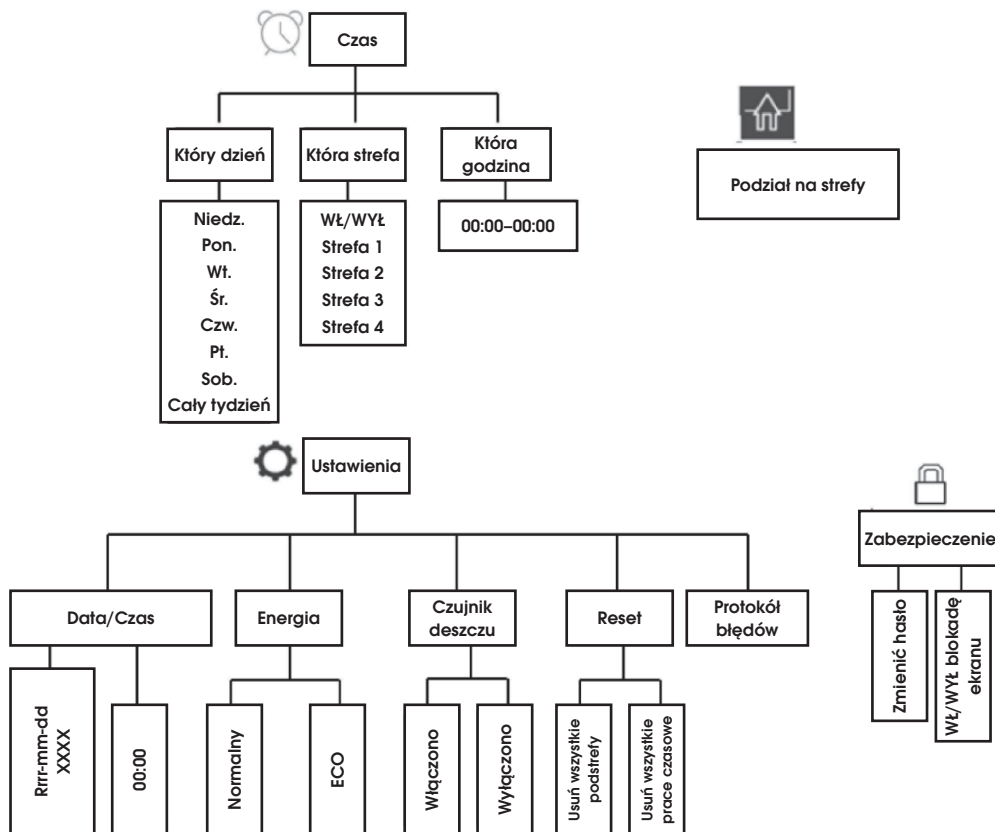 Czas
Który dzień
Która strefa
Która
godzina
Niedz.
Pon.
Wt.
Śr.
Czw.
Pt.
Sob.
Cały tydzień
WŁ/WYŁ
Strefa 1
Strefa 2
Strefa 3
Strefa 4
00:00–00:00
Podział na strefy
Ustawienia
Data/Czas
Energia
Czujnik
deszczu
Reset
Protokół
błędów
Rrrr-mm-dd
XXXX
00:00
Normalny
ECO
Włączono
Wyłączono
Usuń wszystkie
podstrefy
Usuń wszystkie
prace czasowe
Zabezpieczenie
Zmienić hasło
WŁ/WYŁ blokadę
ekranu